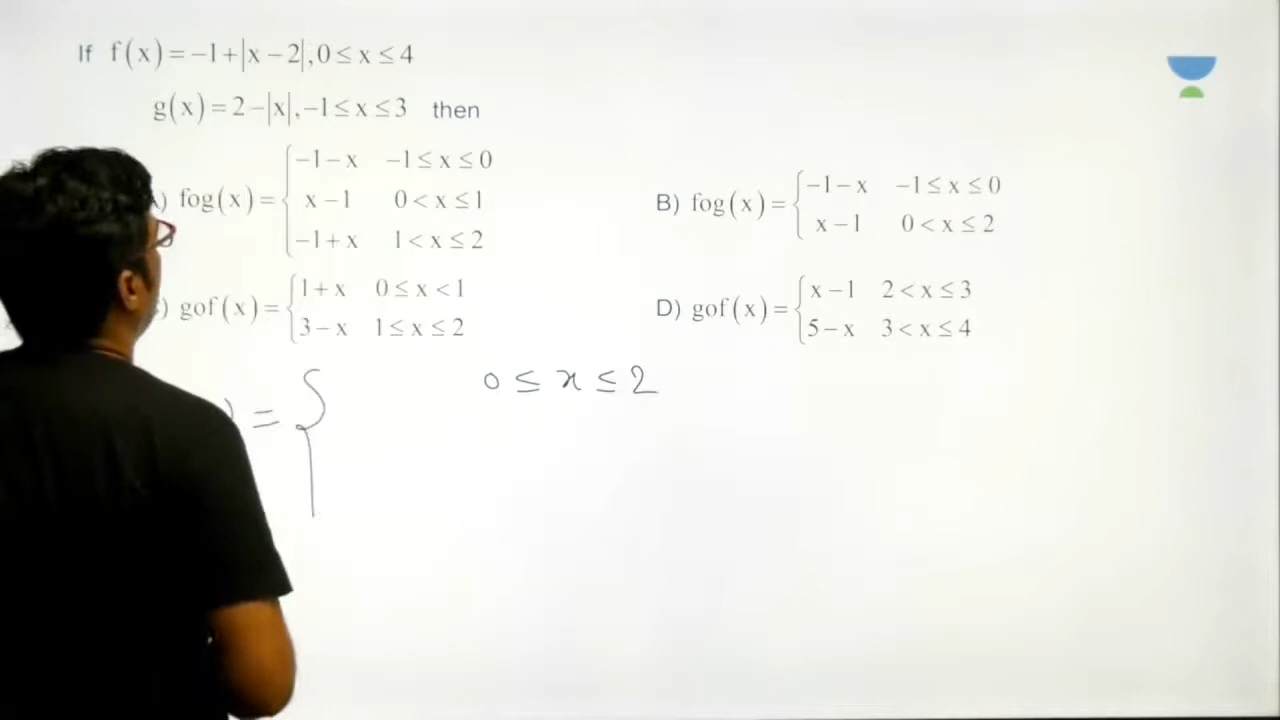 If f(x) = −1 + |x − 2|, 0 ≤ x ≤ 4
g(x) = 2 − |x|, −1 ≤ x ≤ 3 then
) fog(x) = { −1 − x −1 ≤ x ≤ 0
x − 1 0 < x ≤ 1
−1 + x 1 < x ≤ 2
B) fog(x) = { −1 − x −1 ≤ x ≤ 0
x − 1 0 < x ≤ 2
) gof(x) = { 1 + x 0 ≤ x < 1
3 − x 1 ≤ x ≤ 2
D) gof(x) = { x − 1 2 < x ≤ 3
5 − x 3 < x ≤ 4
) = { 0 ≤ x ≤ 2